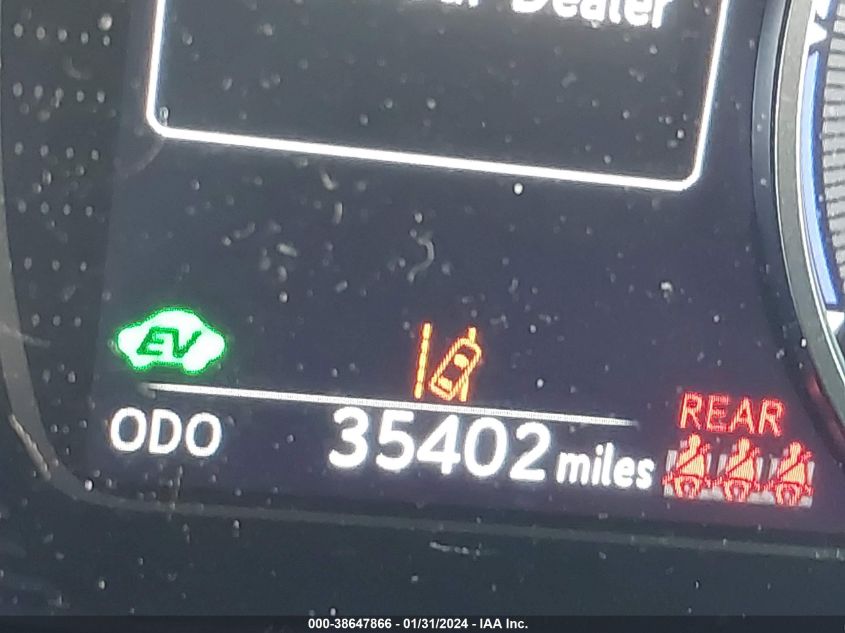 Dealer
EV
ODO 35402 miles
REAR
000-38647866 - 01/31/2024 - IAA Inc.